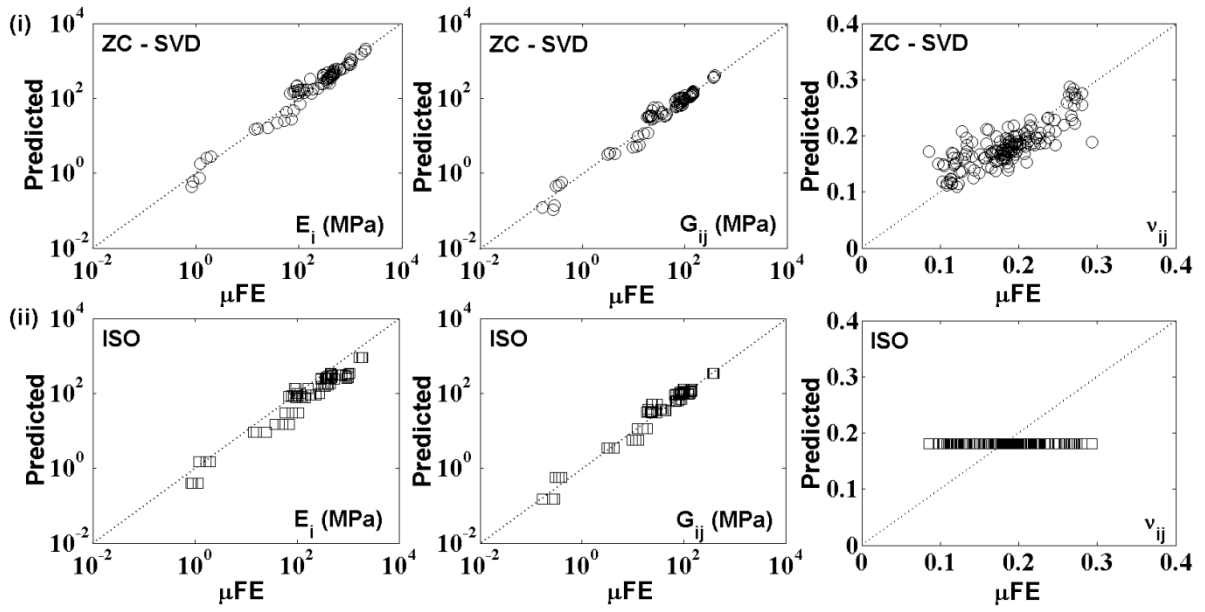 (i)
ZC - SVD
Predicted
10^4
10^2
10^0
10^-2
10^-2
10^0
10^2
10^4
E_i (MPa)
μFE
ZC - SVD
Predicted
10^4
10^2
10^0
10^-2
10^-2
10^0
10^2
10^4
G_ij (MPa)
μFE
ZC - SVD
Predicted
0.4
0.3
0.2
0.1
0
0
0.1
0.2
0.3
0.4
ν_ij
μFE
(ii)
ISO
Predicted
10^4
10^2
10^0
10^-2
10^-2
10^0
10^2
10^4
E_i (MPa)
μFE
ISO
Predicted
10^4
10^2
10^0
10^-2
10^-2
10^0
10^2
10^4
G_ij (MPa)
μFE
ISO
Predicted
0.4
0.3
0.2
0.1
0
0
0.1
0.2
0.3
0.4
ν_ij
μFE